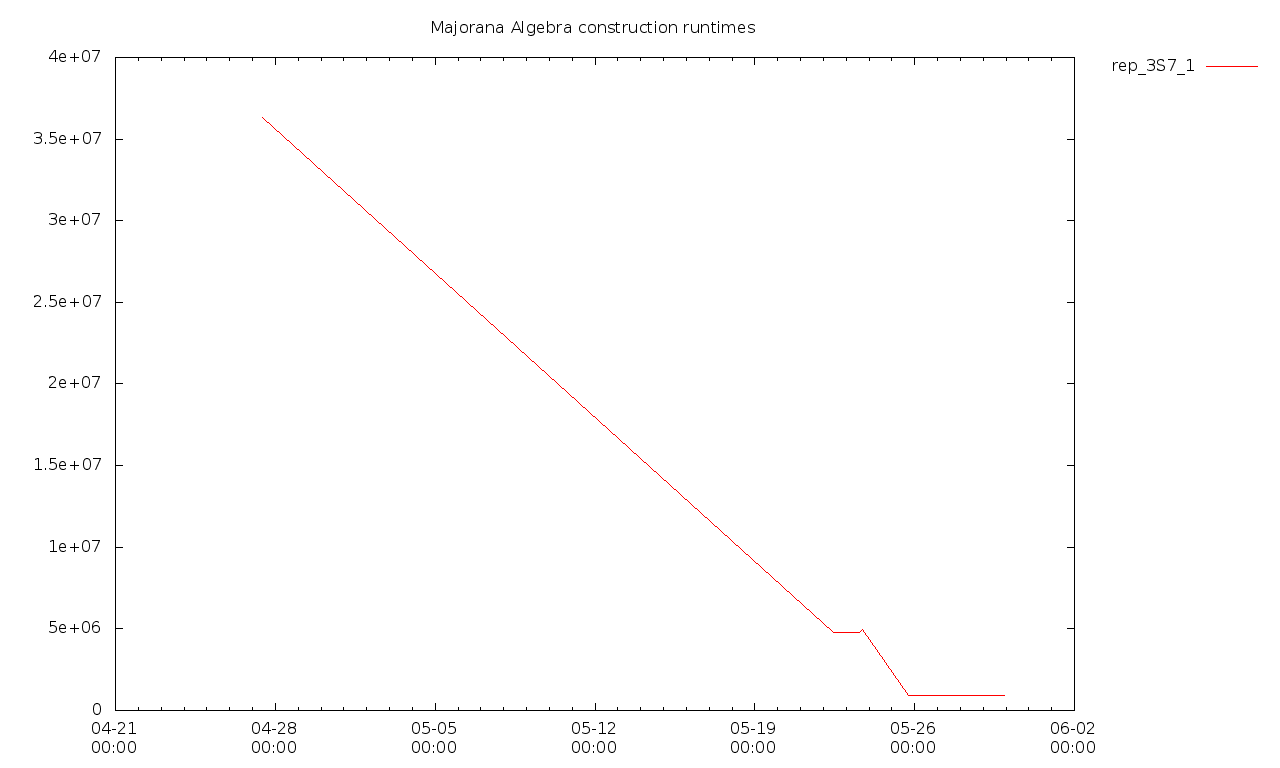 Majorana Algebra construction runtimes
rep_3S7_1
4e+07
3.5e+07
3e+07
2.5e+07
2e+07
1.5e+07
1e+07
5e+06
0
04-21 04-28 05-05 05-12 05-19 05-26 06-02
00:00 00:00 00:00 00:00 00:00 00:00 00:00